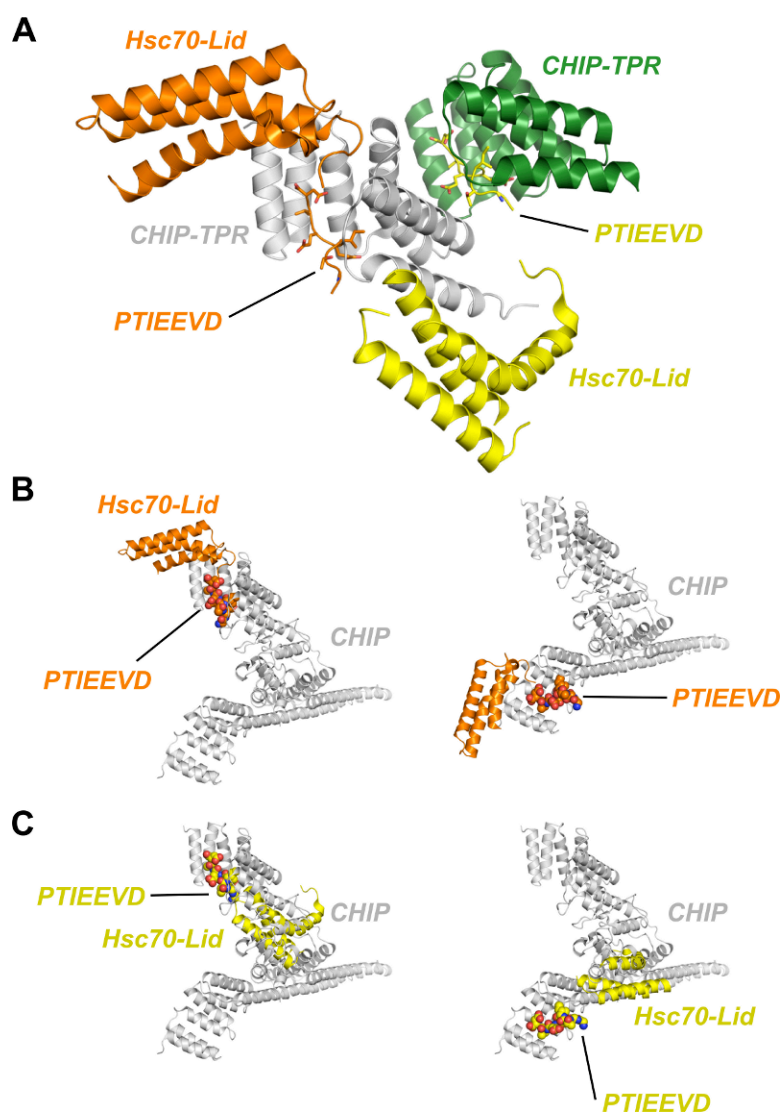 A
Hsc70-Lid
CHIP-TPR
CHIP-TPR
PTIEEVD
PTIEEVD
Hsc70-Lid
B
Hsc70-Lid
CHIP
CHIP
PTIEEVD
PTIEEVD
C
PTIEEVD
CHIP
CHIP
Hsc70-Lid
Hsc70-Lid
PTIEEVD